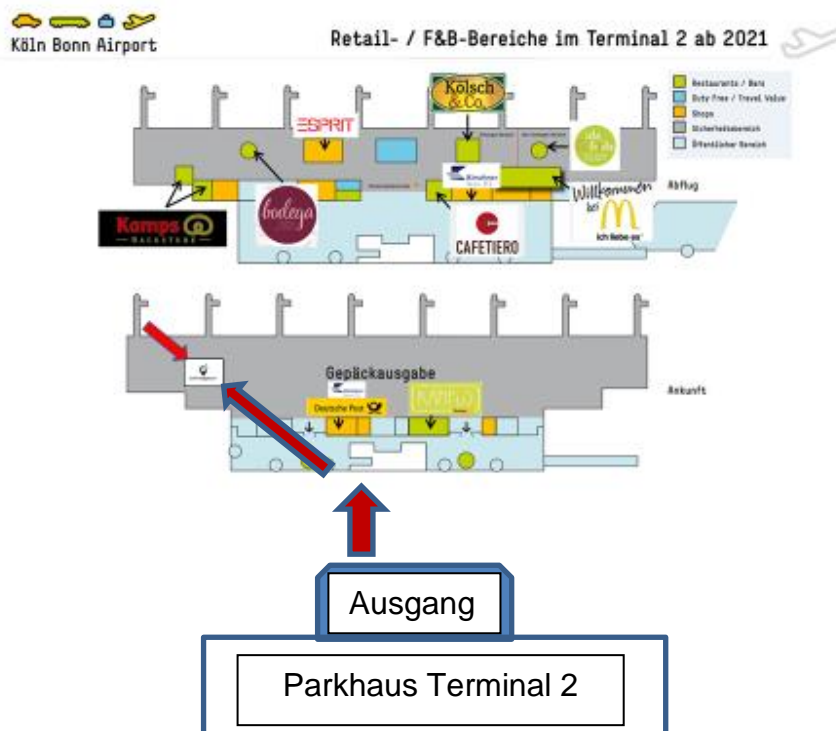 Köln Bonn Airport
Retail- / F&B-Bereiche im Terminal 2 ab 2021
Restaurants / Bars
Duty Free / Travel Value
Shops
Sicherheitsbereich
Öffentlicher Bereich
Kölsch
& Co.
ESPRIT
Kamps
BACKSTUBE
bodega
CAFETIERO
Willkommen
bei
ich liebe es
Abflug
Gepäckausgabe
Deutsche Post
Ankunft
Ausgang
Parkhaus Terminal 2